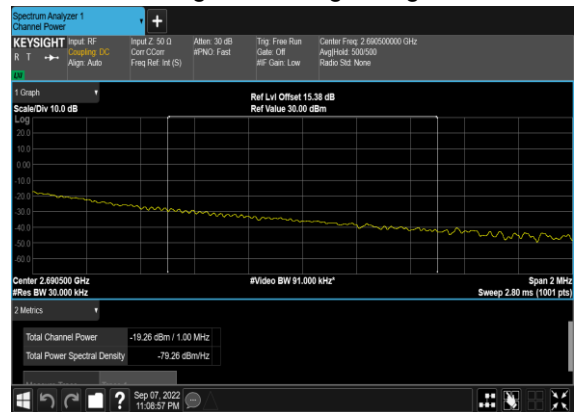 Spectrum Analyzer 1
Channel Power
KEYSIGHT
R T
LW
Input: RF
Coupling: DC
Align: Auto
Input Z: 50 Ω
Corr CCorr
Freq Ref: Int (S)
Atten: 30 dB
#PNO: Fast
Trig: Free Run
Gate: Off
#IF Gain: Low
Center Freq: 2.690500000 GHz
Avg|Hold: 500/500
Radio Std: None
1 Graph
Scale/Div 10.0 dB
Ref Lvl Offset 15.38 dB
Ref Value 30.00 dBm
Log
20.0
10.0
0.00
-10.0
-20.0
-30.0
-40.0
-50.0
-60.0
Center 2.690500 GHz
#Res BW 30.000 kHz
#Video BW 91.000 kHz*
Span 2 MHz
Sweep 2.80 ms (1001 pts)
2 Metrics
Total Channel Power -19.26 dBm / 1.00 MHz
Total Power Spectral Density -79.26 dBm/Hz
?
Sep 07, 2022
11:08:57 PM